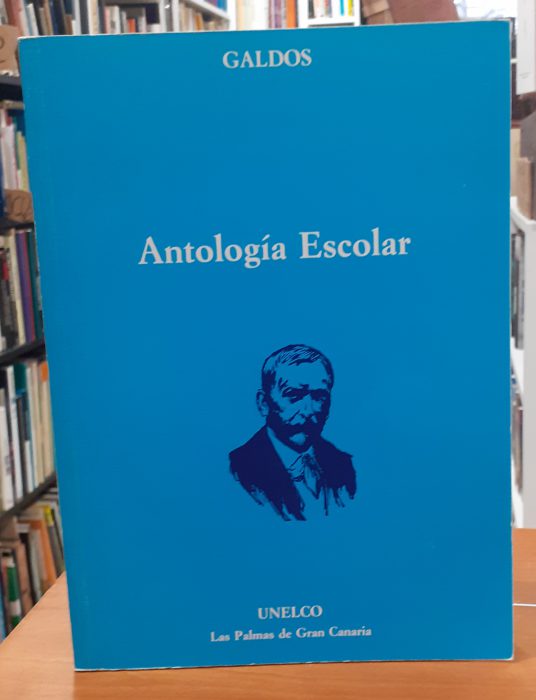 GALDOS
Antología Escolar
UNELCO
Las Palmas de Gran Canaria